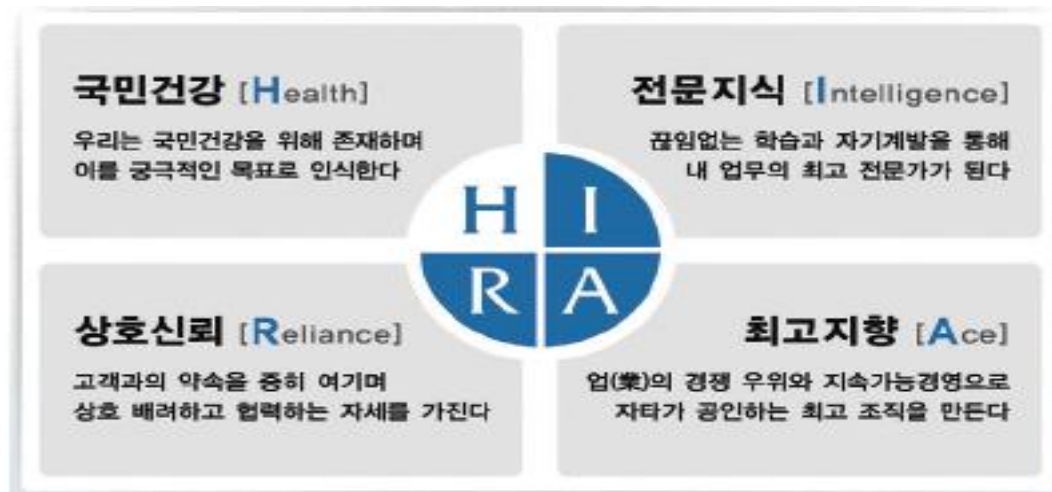 국민건강 [Health]
우리는 국민건강을 위해 존재하며
이를 궁극적인 목표로 인식한다
전문지식 [Intelligence]
끊임없는 학습과 자기계발을 통해
내 업무의 최고 전문가가 된다
H I
R A
상호신뢰 [Reliance]
고객과의 약속을 중히 여기며
상호 배려하고 협력하는 자세를 가진다
최고지향 [Ace]
업(業)의 경쟁 우위와 지속가능경영으로
자타가 공인하는 최고 조직을 만든다